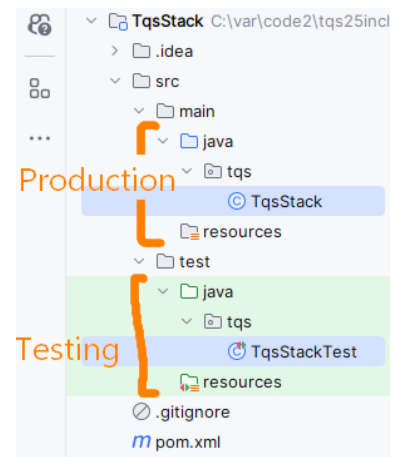 TqsStack C:\var\code2\tqs25incl
.idea
src
main
java
Production
tqs
C TqsStack
resources
test
java
tqs
Testing
C TqsStackTest
resources
.gitignore
m pom.xml